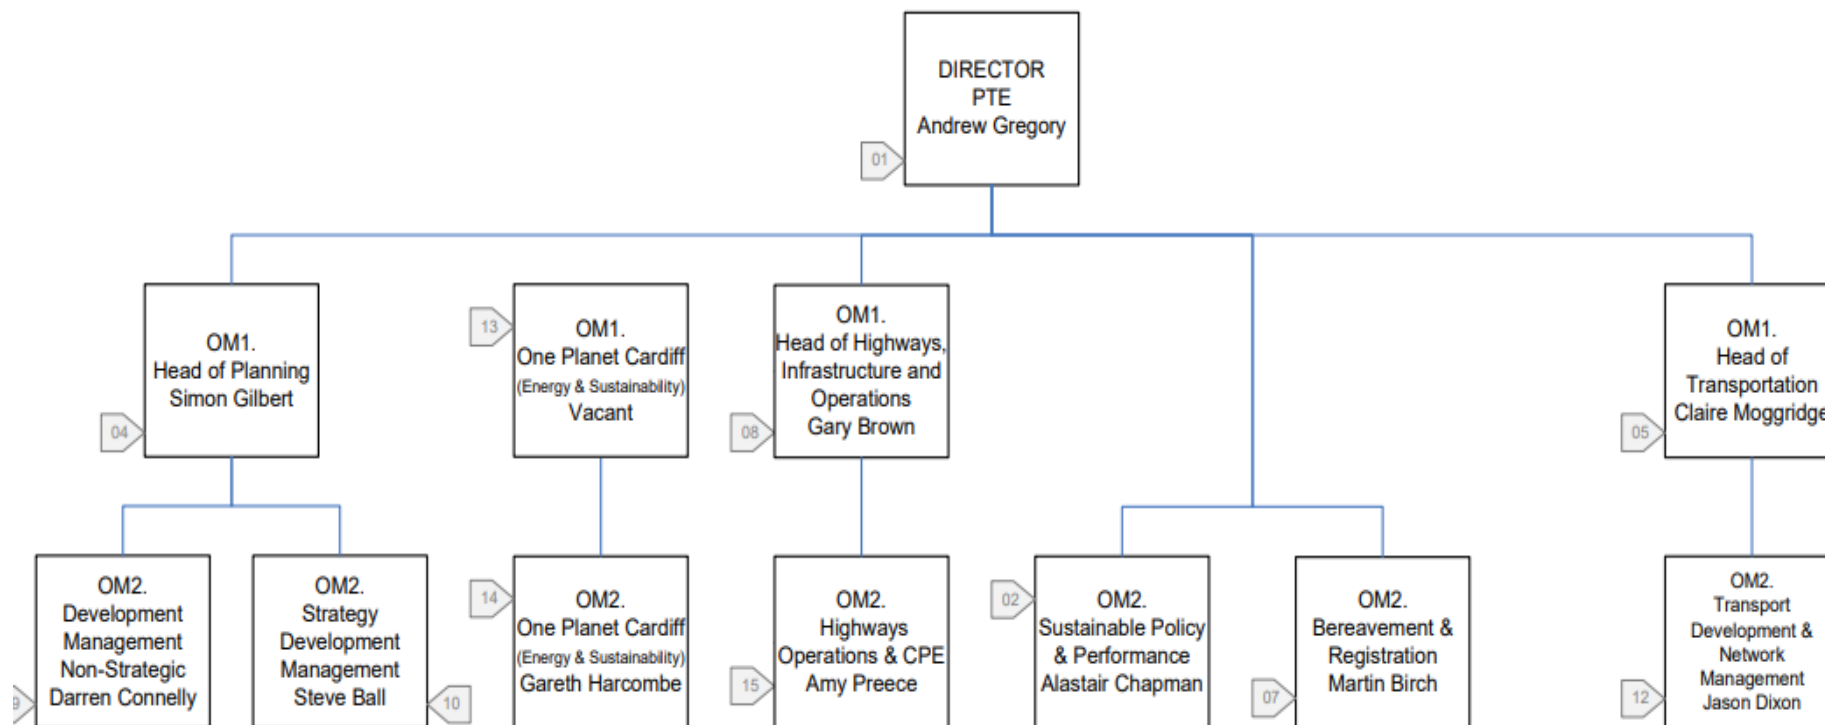 DIRECTOR
PTE
Andrew Gregory
01
OM1.
Head of Planning
Simon Gilbert
04
13
OM1.
One Planet Cardiff
(Energy & Sustainability)
Vacant
OM1.
Head of Highways,
Infrastructure and
Operations
Gary Brown
08
OM1.
Head of
Transportation
Claire Moggridge
05
OM2.
Development
Management
Non-Strategic
Darren Connelly
9
OM2.
Strategy
Development
Management
Steve Ball
10
14
OM2.
One Planet Cardiff
(Energy & Sustainability)
Gareth Harcombe
OM2.
Highways
Operations & CPE
Amy Preece
15
02
OM2.
Sustainable Policy
& Performance
Alastair Chapman
OM2.
Bereavement &
Registration
Martin Birch
07
OM2.
Transport
Development &
Network
Management
Jason Dixon
12